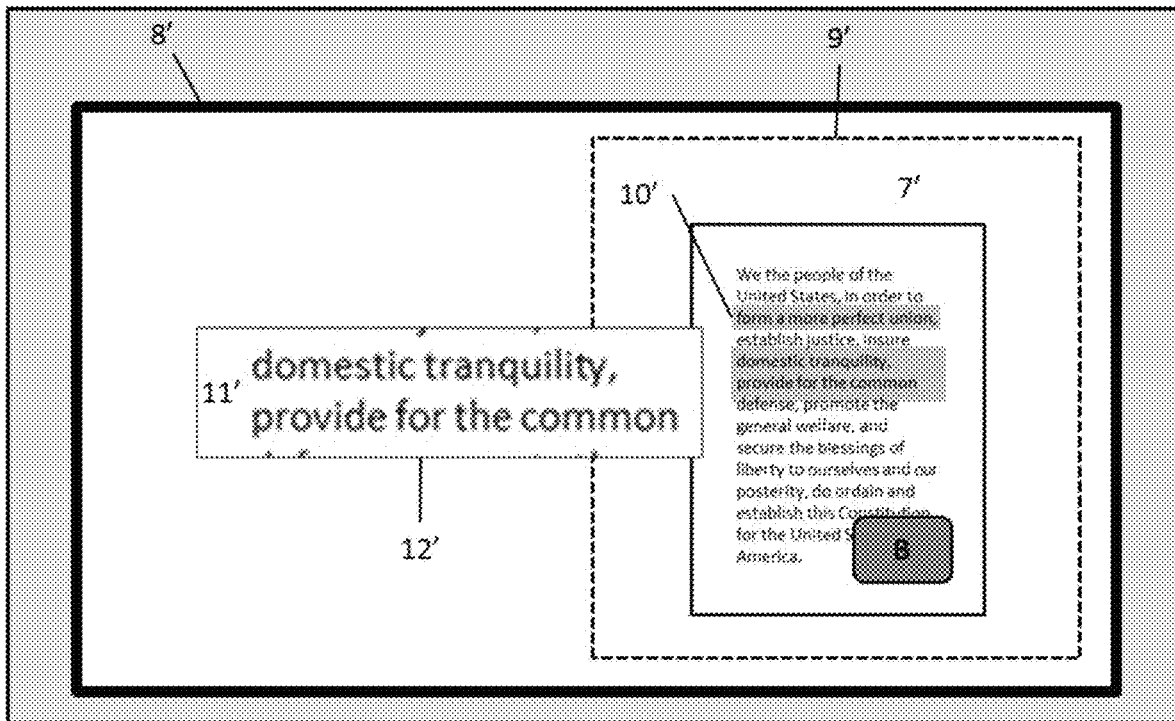 8'
9'
10'
7'
We the people of the
United States, in order to
form a more perfect union,
establish justice, insure
domestic tranquility,
provide for the common
defense, promote the
general welfare, and
secure the blessings of
liberty to ourselves and our
posterity, do ordain and
establish this Constitution
for the United S
America.
B
11'
domestic tranquility,
provide for the common
12'